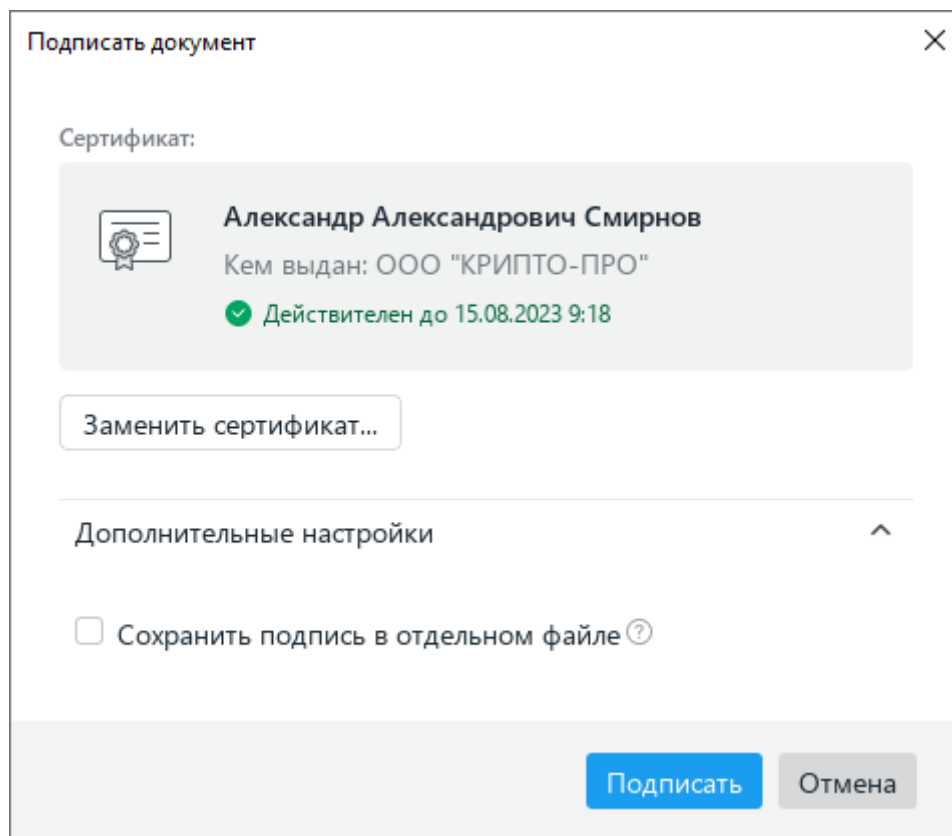 Подписать документ
Сертификат:
Александр Александрович Смирнов
Кем выдан: ООО "КРИПТО-ПРО"
Действителен до 15.08.2023 9:18
Заменить сертификат...
Дополнительные настройки
Сохранить подпись в отдельном файле ?
Подписать Отмена